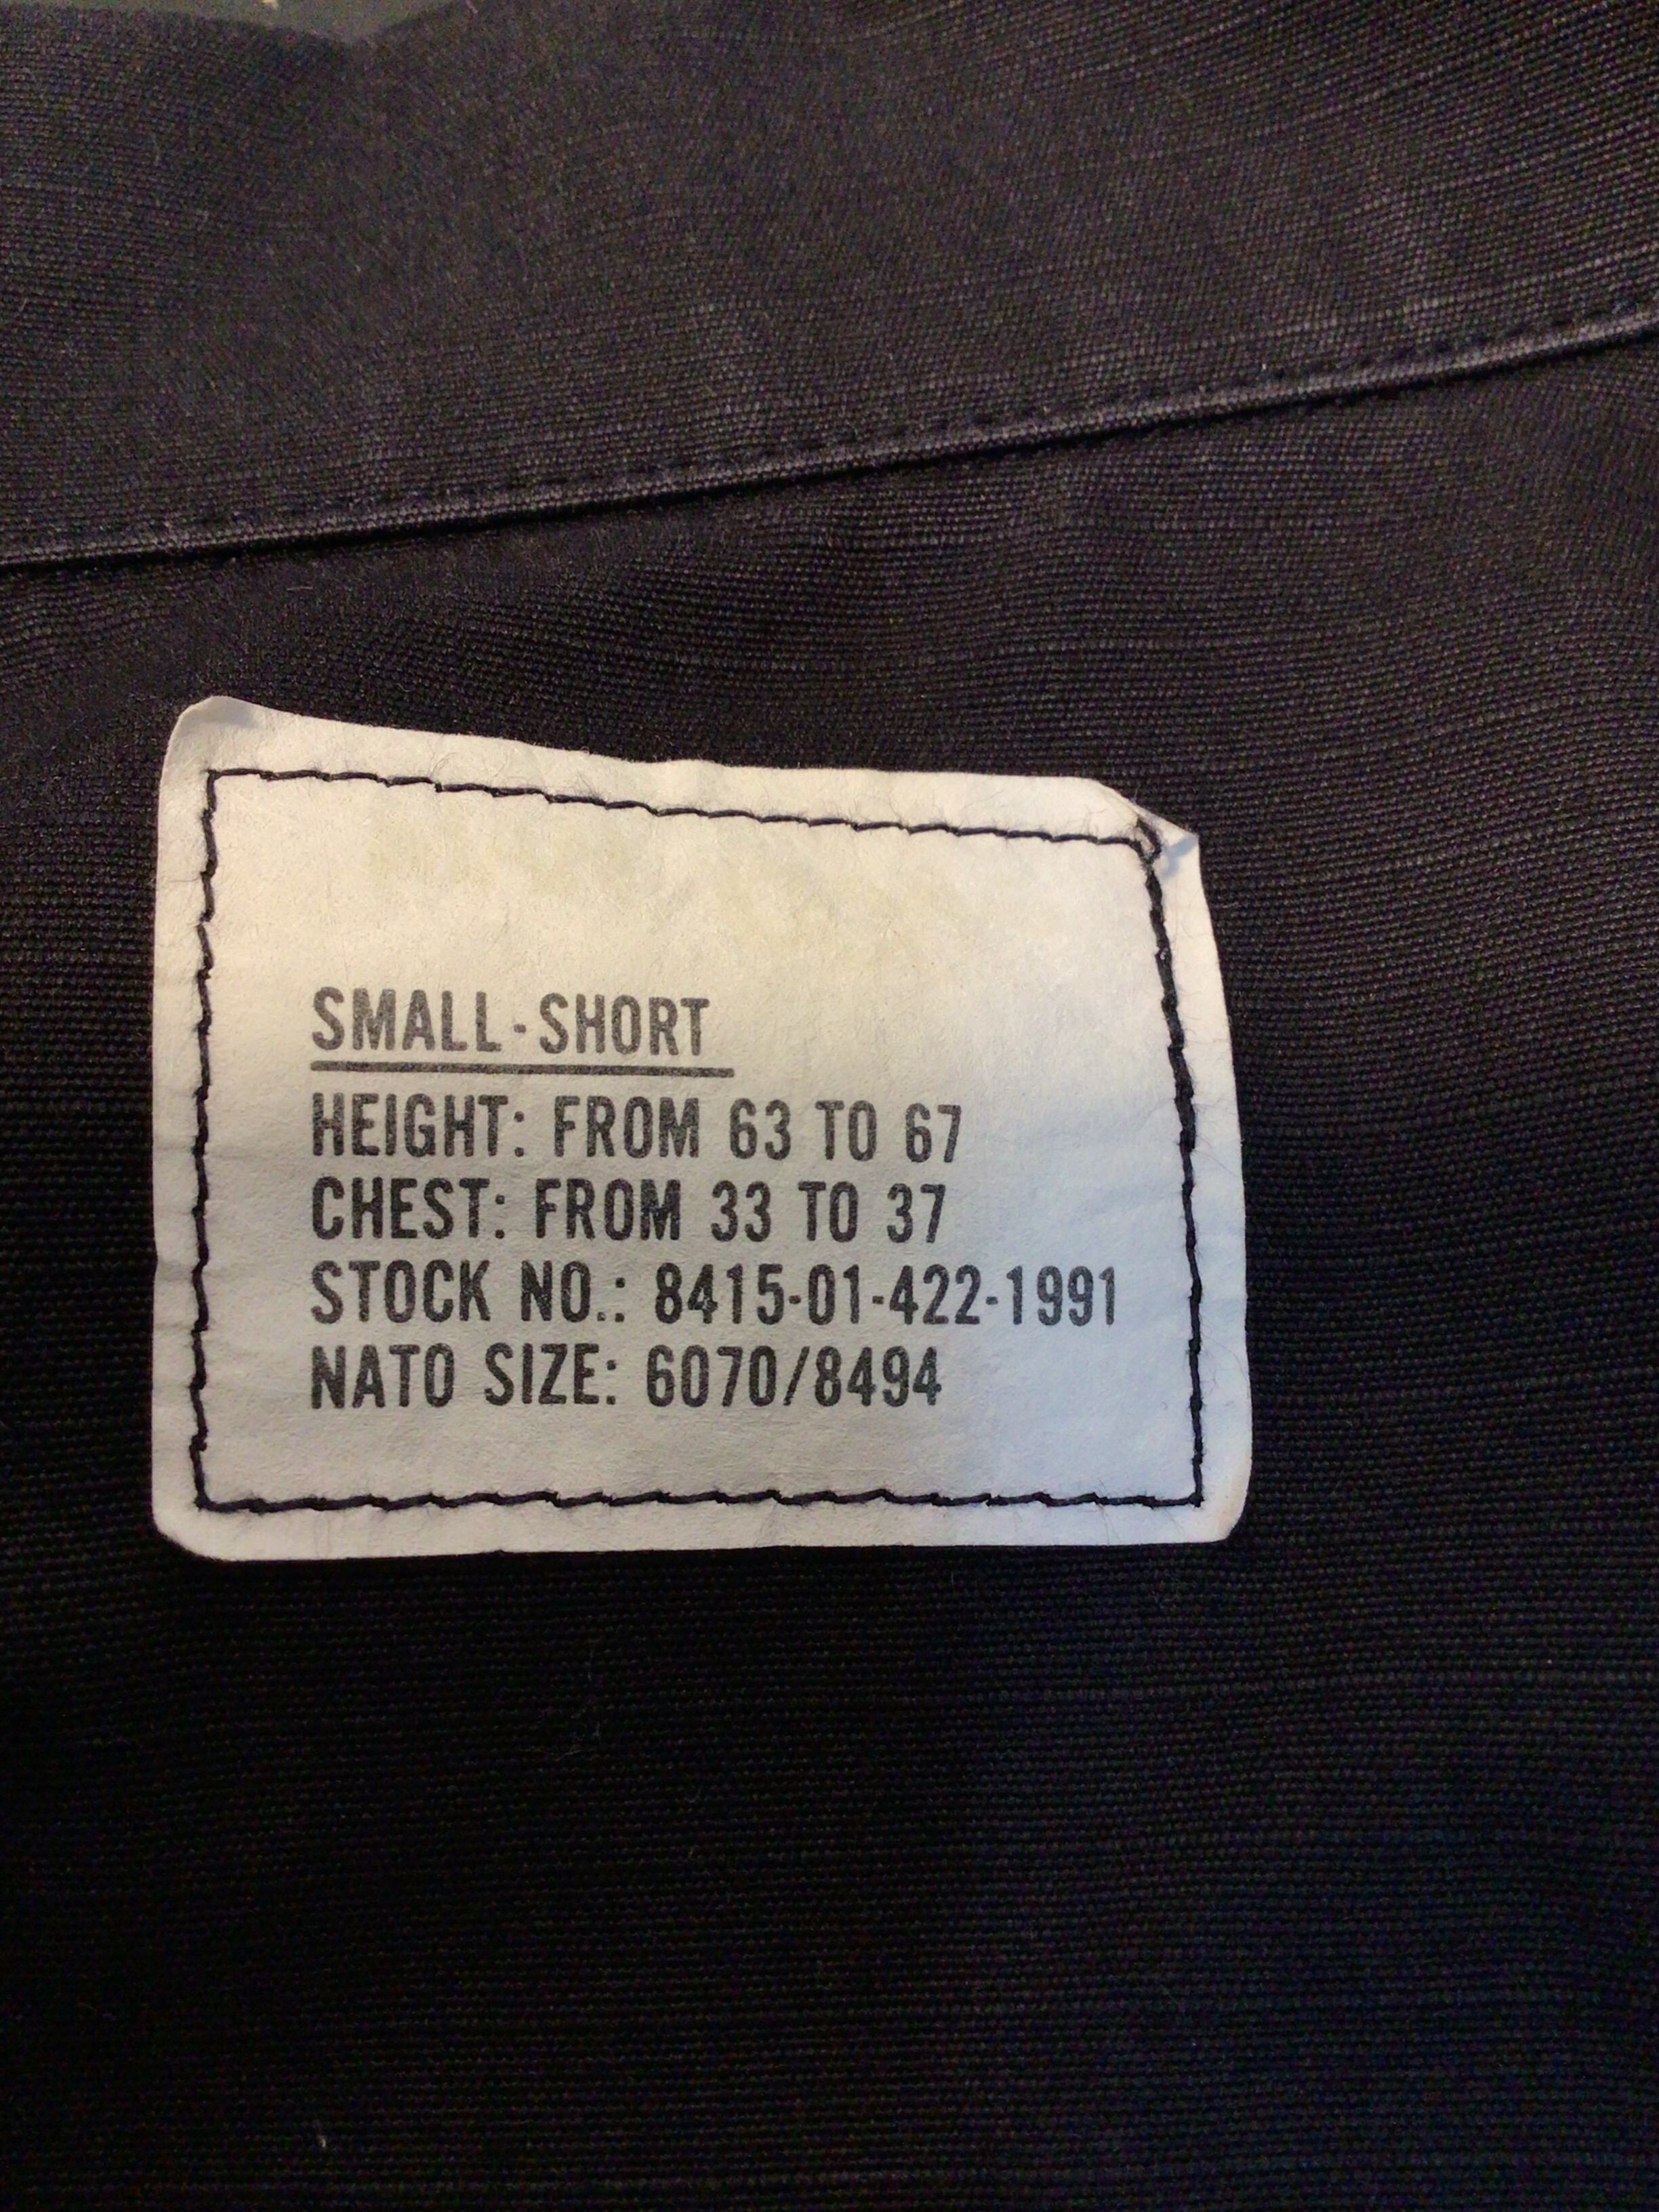 SMALL-SHORT
HEIGHT: FROM 63 TO 67
CHEST: FROM 33 TO 37
STOCK NO.: 8415-01-422-1991
NATO SIZE: 6070/8494